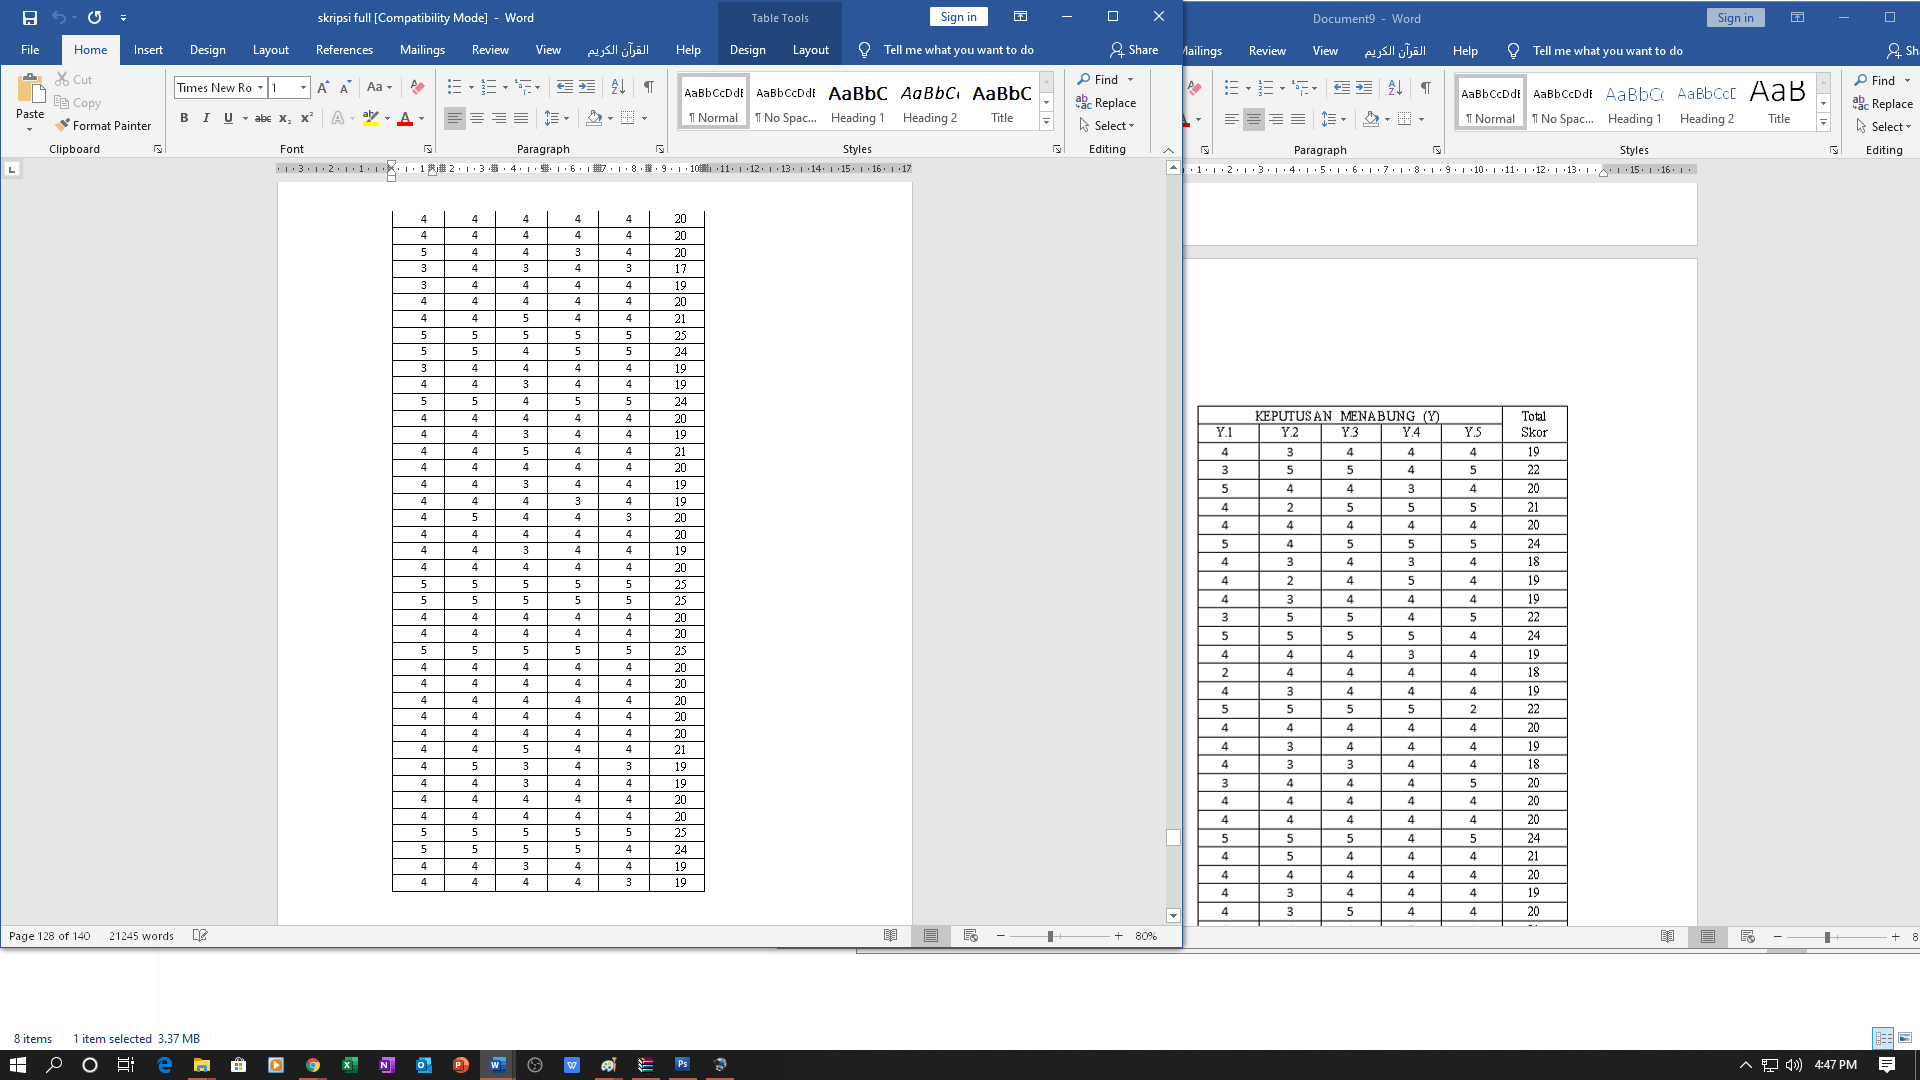 skripsi full [Compatibility Mode] - Word
Table Tools
Sign in
File Home Insert Design Layout References Mailings Review View القرآن الكريم Help Design Layout Tell me what you want to do Share
Cut
Copy
Format Painter
Paste
Clipboard
Times New Ro 1
Font
Paragraph
AaBbCcDdE AaBbCcDdE AaBbC AaBbC AaBbC
¶ Normal ¶ No Spac... Heading 1 Heading 2 Title
Styles
Find
Replace
Select
Editing
4 4 4 4 4 20
4 4 4 4 4 20
5 4 4 3 4 20
3 4 3 4 3 17
3 4 4 4 4 19
4 4 4 4 4 20
4 4 5 4 4 21
5 5 5 5 5 25
5 5 4 5 5 24
3 4 4 4 4 19
4 4 3 4 4 19
5 5 4 5 5 24
4 4 4 4 4 20
4 4 3 4 4 19
4 4 5 4 4 21
4 4 4 4 4 20
4 4 3 4 4 19
4 4 4 3 4 19
4 5 4 4 3 20
4 4 4 4 4 20
4 4 3 4 4 19
4 4 4 4 4 20
5 5 5 5 5 25
5 5 5 5 5 25
4 4 4 4 4 20
4 4 4 4 4 20
5 5 5 5 5 25
4 4 4 4 4 20
4 4 4 4 4 20
4 4 4 4 4 20
4 4 4 4 4 20
4 4 4 4 4 20
4 4 5 4 4 21
4 5 3 4 3 19
4 4 3 4 4 19
4 4 4 4 4 20
4 4 4 4 4 20
5 5 5 5 5 25
5 5 5 5 4 24
4 4 3 4 4 19
4 4 4 4 3 19
Page 128 of 140 21245 words
80%
Document9 - Word
Sign in
Mailings Review View القرآن الكريم Help Tell me what you want to do
Paragraph
AaBbCcDdE AaBbCcDdE AaBbCc AaBbCcD AaB
¶ Normal ¶ No Spac... Heading 1 Heading 2 Title
Styles
Find
Replace
Select
Editing
KEPUTUSAN MENABUNG (Y) Total
Y.1 Y.2 Y.3 Y.4 Y.5 Skor
4 3 4 4 4 19
3 5 5 4 5 22
5 4 4 3 4 20
4 2 5 5 5 21
4 4 4 4 4 20
5 4 5 5 5 24
4 3 4 3 4 18
4 2 4 5 4 19
4 3 4 4 4 19
3 5 5 4 5 22
5 5 5 5 4 24
4 4 4 3 4 19
2 4 4 4 4 18
4 3 4 4 4 19
5 5 5 5 2 22
4 4 4 4 4 20
4 3 4 4 4 19
4 3 3 4 4 18
3 4 4 4 5 20
4 4 4 4 4 20
4 4 4 4 4 20
5 5 5 4 5 24
4 5 4 4 4 21
4 4 4 4 4 20
4 3 4 4 4 19
4 3 5 4 4 20
8 items 1 item selected 3.37 MB
4:47 PM